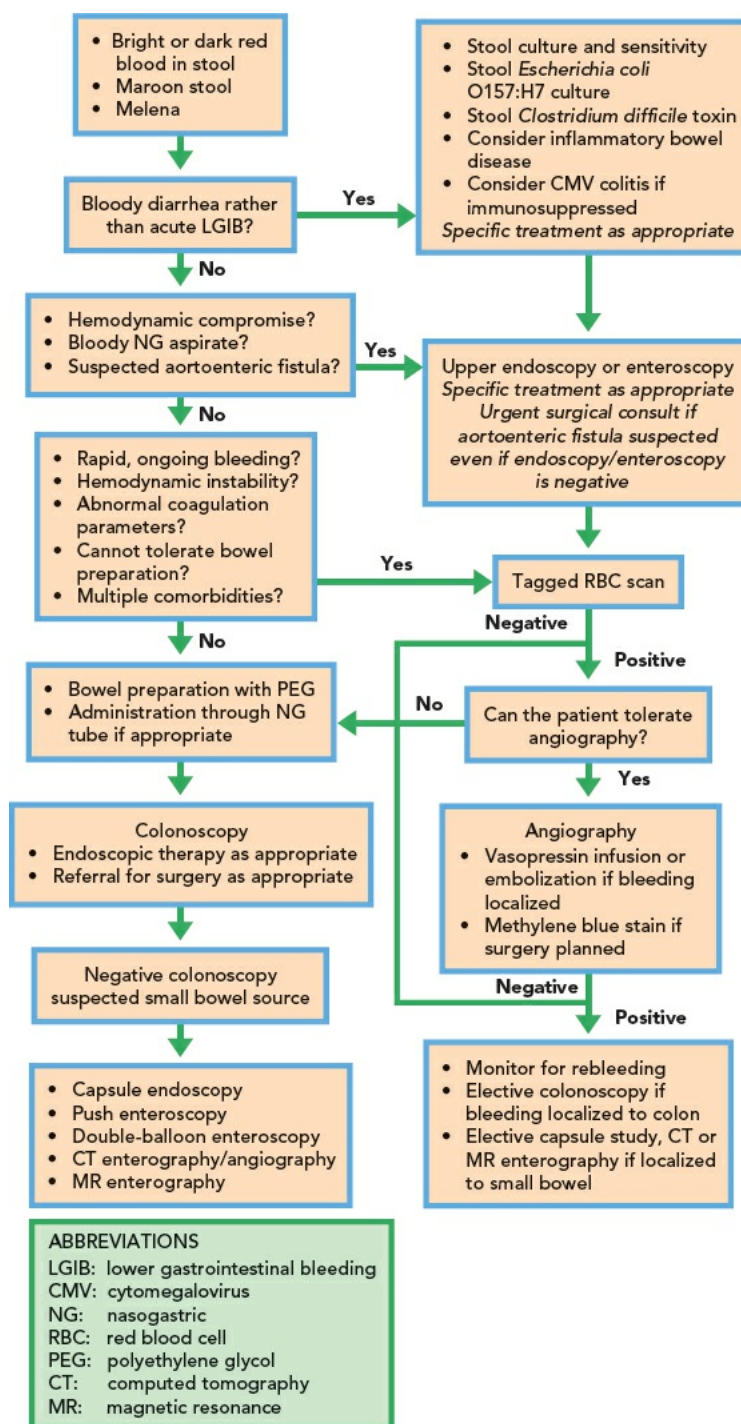 • Bright or dark red
blood in stool
• Maroon stool
• Melena
• Stool culture and sensitivity
• Stool Escherichia coli
O157:H7 culture
• Stool Clostridium difficile toxin
• Consider inflammatory bowel
disease
• Consider CMV colitis if
immunosuppressed
Specific treatment as appropriate
Bloody diarrhea rather
than acute LGIB?
Yes
No
• Hemodynamic compromise?
• Bloody NG aspirate?
• Suspected aortoenteric fistula?
Yes
Upper endoscopy or enteroscopy
Specific treatment as appropriate
Urgent surgical consult if
aortoenteric fistula suspected
even if endoscopy/enteroscopy
is negative
No
• Rapid, ongoing bleeding?
• Hemodynamic instability?
• Abnormal coagulation
parameters?
• Cannot tolerate bowel
preparation?
• Multiple comorbidities?
Yes
Tagged RBC scan
Negative
Positive
No
• Bowel preparation with PEG
• Administration through NG
tube if appropriate
No
Can the patient tolerate
angiography?
Yes
Colonoscopy
• Endoscopic therapy as appropriate
• Referral for surgery as appropriate
Angiography
• Vasopressin infusion or
embolization if bleeding
localized
• Methylene blue stain if
surgery planned
Negative
Positive
Negative colonoscopy
suspected small bowel source
• Capsule endoscopy
• Push enteroscopy
• Double-balloon enteroscopy
• CT enterography/angiography
• MR enterography
• Monitor for rebleeding
• Elective colonoscopy if
bleeding localized to colon
• Elective capsule study, CT or
MR enterography if localized
to small bowel
ABBREVIATIONS
LGIB: lower gastrointestinal bleeding
CMV: cytomegalovirus
NG: nasogastric
RBC: red blood cell
PEG: polyethylene glycol
CT: computed tomography
MR: magnetic resonance